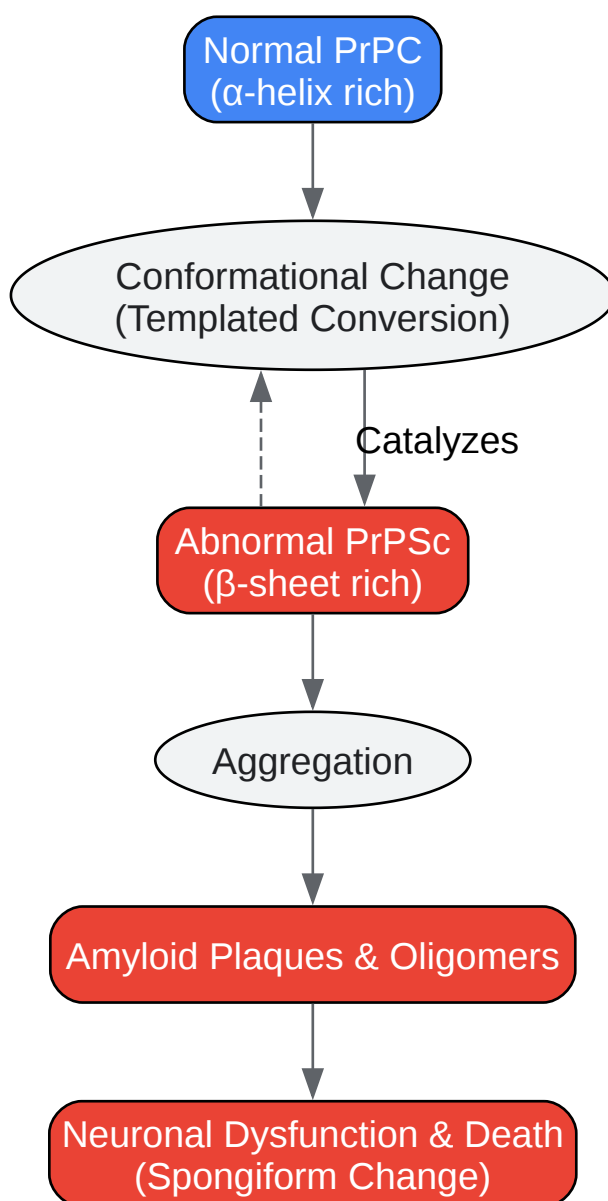 Normal PrPC
(α-helix rich)
Conformational Change
(Templated Conversion)
Catalyzes
Abnormal PrPSc
(β-sheet rich)
Aggregation
Amyloid Plaques & Oligomers
Neuronal Dysfunction & Death
(Spongiform Change)